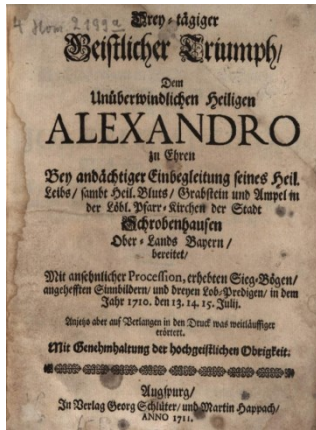 4 Hom 2199a
Drey-tägiger
Geistlicher Triumph/
Dem
Unüberwindlichen Heiligen
ALEXANDRO
zu Ehren
Bey andächtiger Einbegleitung seines Heil.
Leibs/ sambt Heil. Bluts/ Grabstein und Ampel in
der Löbl. Pfarr-Kirchen der Stadt
Schrobenhausen
Ober-Lands Bayern/
bereitet/
Mit ansehnlicher Procession, erhebten Sieg-Bögen/
angehefften Sinnbildern/ und dreyen Lob-Predigen/ in dem
Jahr 1710. den 13. 14. 15. Julij.
Anjetzo aber auf Verlangen in den Druck was weitläuffiger
erörtert.
Mit Genehmhaltung der hochgeistlichen Obrigkeit.
Augspurg/
In Verlag Georg Schlüter/ und Martin Happach/
ANNO 1711.